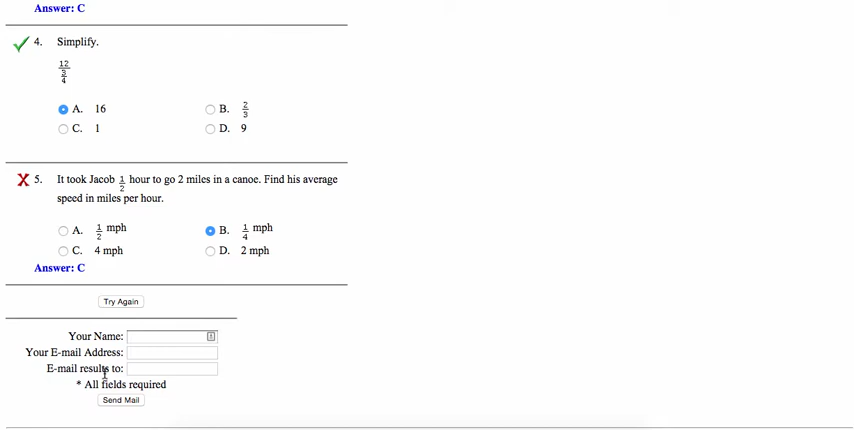 Answer: C
4. Simplify.
12
3
4
A. 16 B. 2/3
C. 1 D. 9
X 5. It took Jacob 1/2 hour to go 2 miles in a canoe. Find his average
speed in miles per hour.
A. 1/2 mph B. 1/4 mph
C. 4 mph D. 2 mph
Answer: C
Try Again
Your Name:
Your E-mail Address:
E-mail results to:
* All fields required
Send Mail